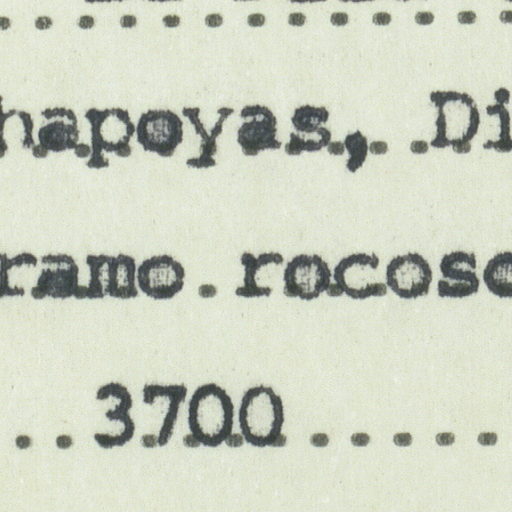 hapoyas, Di
ramo rocoso
3700